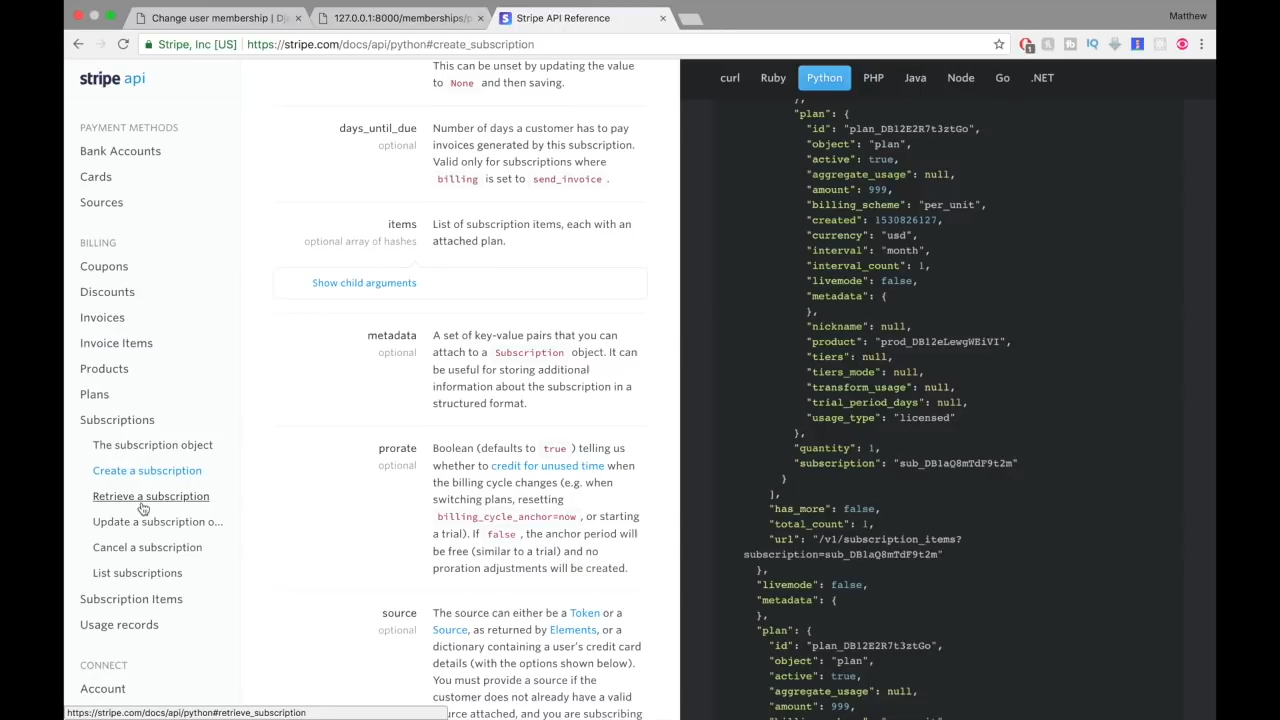 Change user membership | Dj
127.0.0.1:8000/memberships/p
Stripe API Reference
Matthew
Stripe, Inc [US]
https://stripe.com/docs/api/python#create_subscription
stripe api
PAYMENT METHODS
Bank Accounts
Cards
Sources
BILLING
Coupons
Discounts
Invoices
Invoice Items
Products
Plans
Subscriptions
The subscription object
Create a subscription
Retrieve a subscription
Update a subscription o...
Cancel a subscription
List subscriptions
Subscription Items
Usage records
CONNECT
Account
https://stripe.com/docs/api/python#retrieve_subscription
This can be unset by updating the value
to None and then saving.
days_until_due
optional
Number of days a customer has to pay
invoices generated by this subscription.
Valid only for subscriptions where
billing is set to send_invoice .
items
optional array of hashes
List of subscription items, each with an
attached plan.
Show child arguments
metadata
optional
A set of key-value pairs that you can
attach to a Subscription object. It can
be useful for storing additional
information about the subscription in a
structured format.
prorate
optional
Boolean (defaults to true ) telling us
whether to credit for unused time when
the billing cycle changes (e.g. when
switching plans, resetting
billing_cycle_anchor=now , or starting
a trial). If false , the anchor period will
be free (similar to a trial) and no
proration adjustments will be created.
source
optional
The source can either be a Token or a
Source, as returned by Elements, or a
dictionary containing a user's credit card
details (with the options shown below).
You must provide a source if the
customer does not already have a valid
source attached, and you are subscribing
curl Ruby Python PHP Java Node Go .NET
},
"plan": {
"id": "plan_DB12E2R7t3ztGo",
"object": "plan",
"active": true,
"aggregate_usage": null,
"amount": 999,
"billing_scheme": "per_unit",
"created": 1530826127,
"currency": "usd",
"interval": "month",
"interval_count": 1,
"livemode": false,
"metadata": {
},
"nickname": null,
"product": "prod_DB12eLewgWEiVI",
"tiers": null,
"tiers_mode": null,
"transform_usage": null,
"trial_period_days": null,
"usage_type": "licensed"
},
"quantity": 1,
"subscription": "sub_DB1aQ8mTdF9t2m"
}
],
"has_more": false,
"total_count": 1,
"url": "/v1/subscription_items?
subscription=sub_DB1aQ8mTdF9t2m"
},
"livemode": false,
"metadata": {
},
"plan": {
"id": "plan_DB12E2R7t3ztGo",
"object": "plan",
"active": true,
"aggregate_usage": null,
"amount": 999,